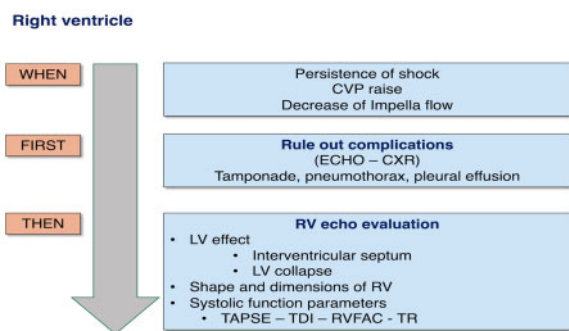 Right ventricle
WHEN
Persistence of shock
CVP raise
Decrease of Impella flow
FIRST
Rule out complications
(ECHO – CXR)
Tamponade, pneumothorax, pleural effusion
THEN
RV echo evaluation
• LV effect
• Interventricular septum
• LV collapse
• Shape and dimensions of RV
• Systolic function parameters
• TAPSE – TDI – RVFAC - TR